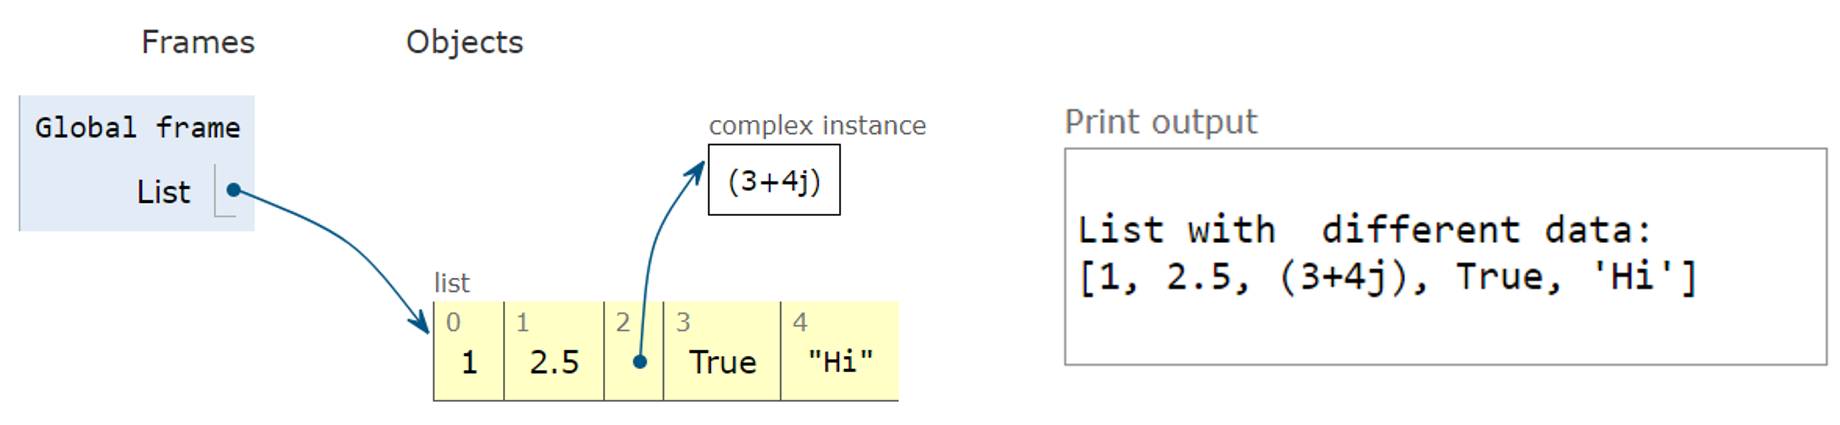 Frames
Objects
Global frame
List
complex instance
(3+4j)
list
0 1 2 3 4
1 2.5 True "Hi"
Print output
List with  different data:
[1, 2.5, (3+4j), True, 'Hi']